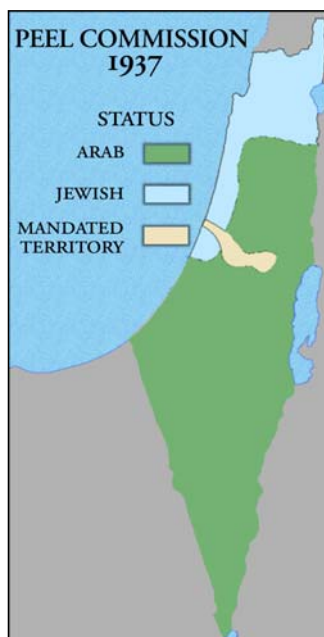 PEEL COMMISSION
1937
STATUS
ARAB
JEWISH
MANDATED
TERRITORY